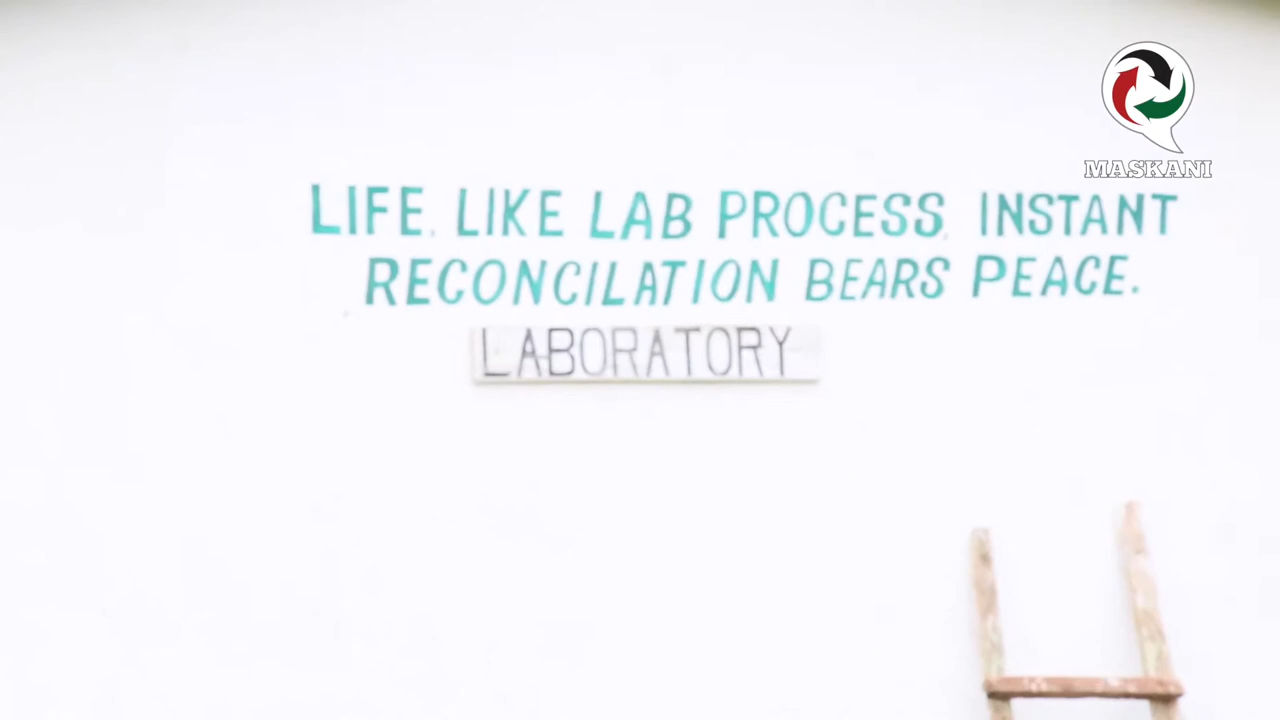 MASKANI
LIFE, LIKE LAB PROCESS, INSTANT
RECONCILATION BEARS PEACE.
LABORATORY